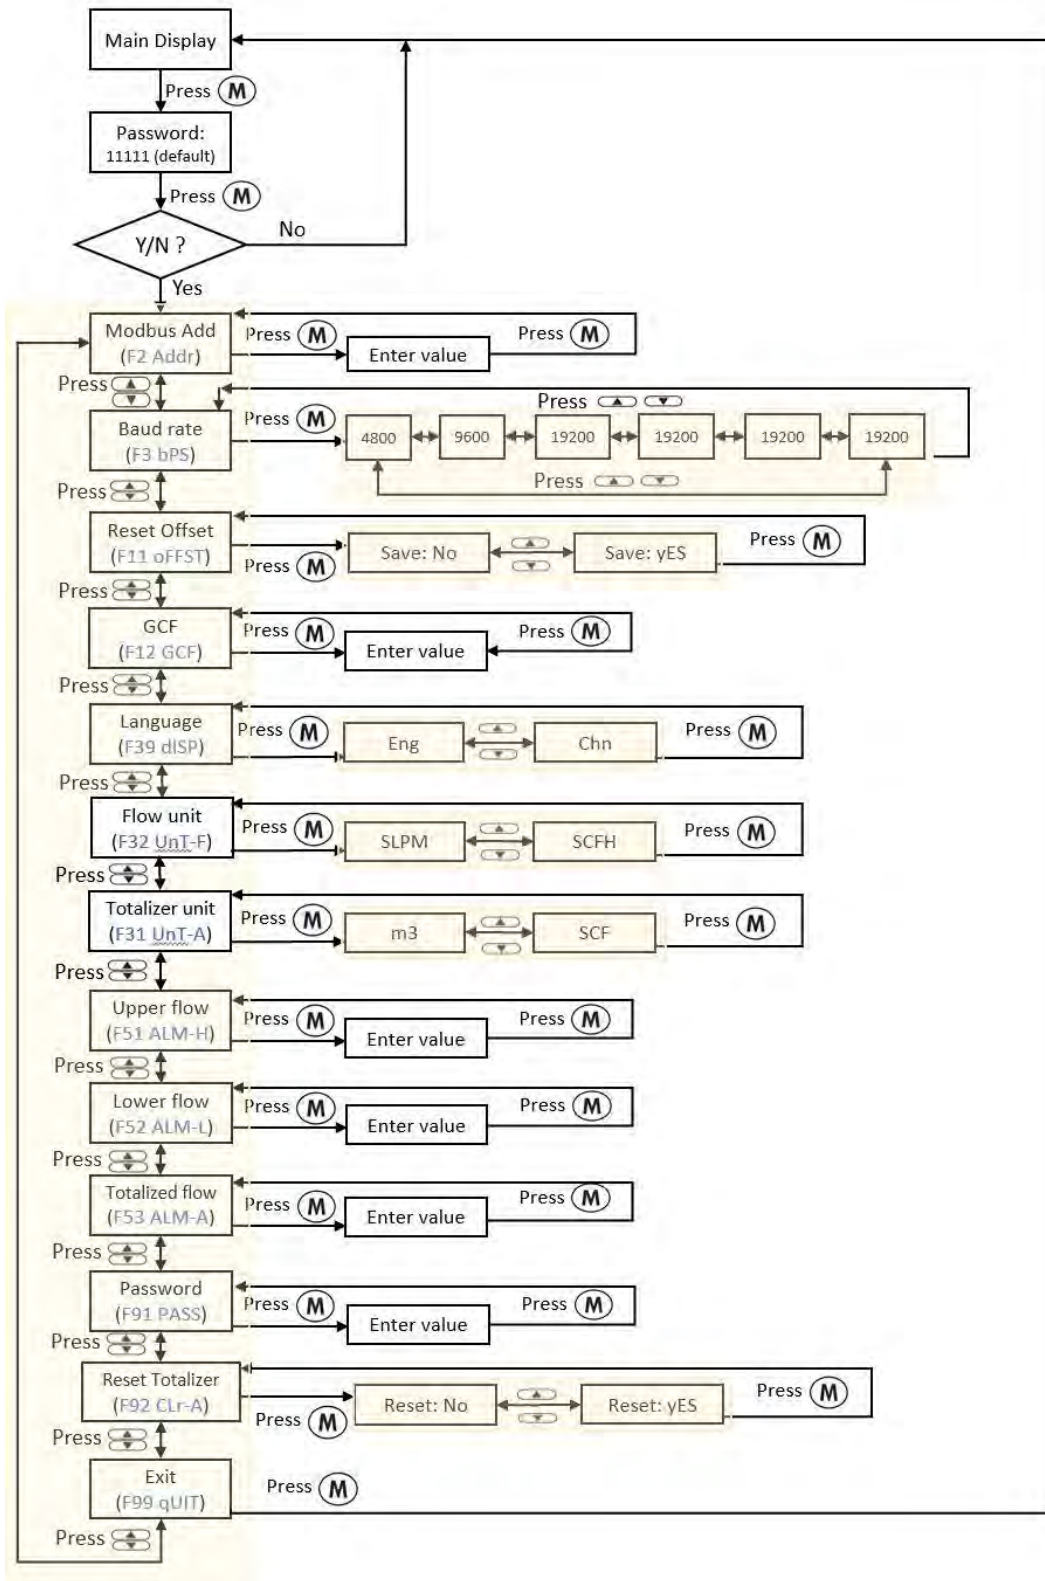 Main Display
Press M
Password:
11111 (default)
Press M
Y/N ?
No
Yes
Modbus Add
(F2 Addr)
Press M
Enter value
Press M
Press
Baud rate
(F3 bPS)
Press M
Press
4800
9600
19200
19200
19200
19200
Press
Press
Reset Offset
(F11 oFFST)
Press M
Save: No
Save: yES
Press M
Press
GCF
(F12 GCF)
Press M
Enter value
Press M
Press
Language
(F39 dISP)
Press M
Eng
Chn
Press M
Press
Flow unit
(F32 UnT-F)
Press M
SLPM
SCFH
Press M
Press
Totalizer unit
(F31 UnT-A)
Press M
m3
SCF
Press M
Press
Upper flow
(F51 ALM-H)
Press M
Enter value
Press M
Press
Lower flow
(F52 ALM-L)
Press M
Enter value
Press M
Press
Totalized flow
(F53 ALM-A)
Press M
Enter value
Press M
Press
Password
(F91 PASS)
Press M
Enter value
Press M
Press
Reset Totalizer
(F92 CLr-A)
Press M
Reset: No
Reset: yES
Press M
Press
Exit
(F99 qUIT)
Press M
Press